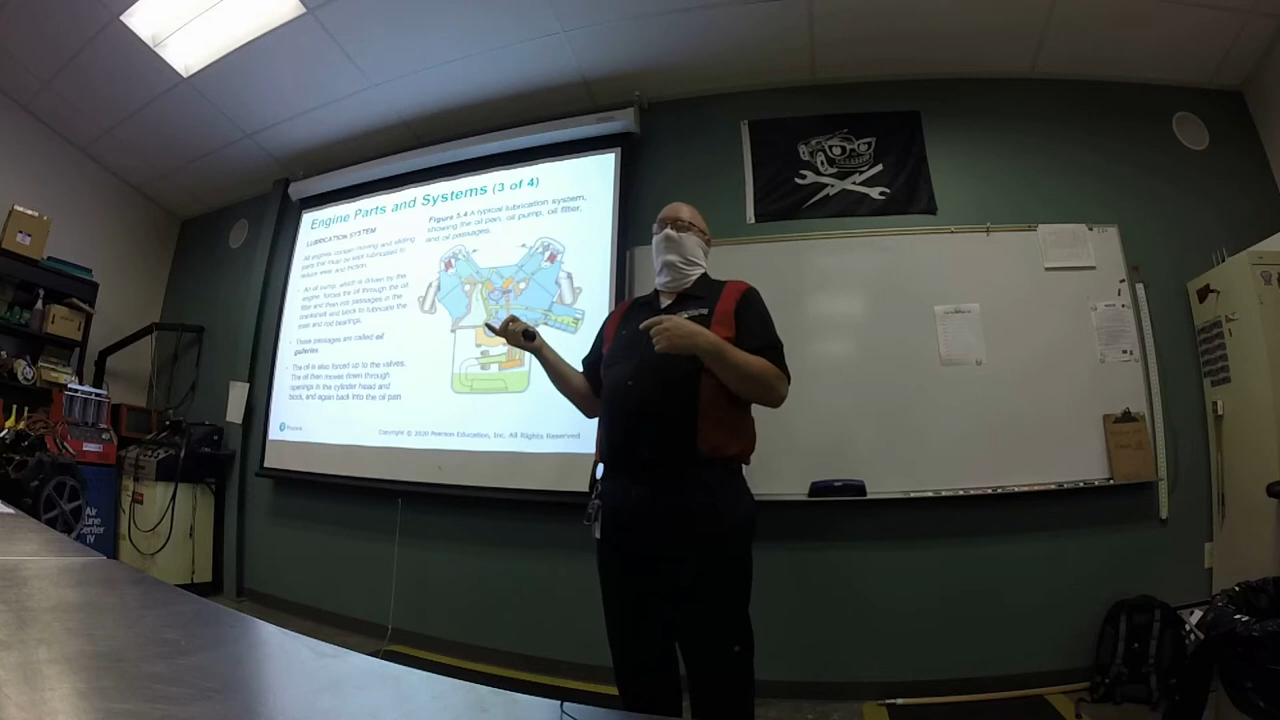 Engine Parts and Systems (3 of 4)
LUBRICATION SYSTEM
All engines contain moving and sliding
parts that must be kept lubricated to
reduce wear and friction.
An oil pump, which is driven by the
engine, forces the oil through the oil
filter and then into passages in the
crankshaft and block to lubricate the
main and rod bearings.
These passages are called oil
galleries
The oil is also forced up to the valves.
The oil then moves down through
openings in the cylinder head and
block, and again back into the oil pan
Figure 5.4 A typical lubrication system,
showing the oil pan, oil pump, oil filter,
and oil passages.
Pearson
Copyright © 2020 Pearson Education, Inc. All Rights Reserved
Air
Line
Center
IV